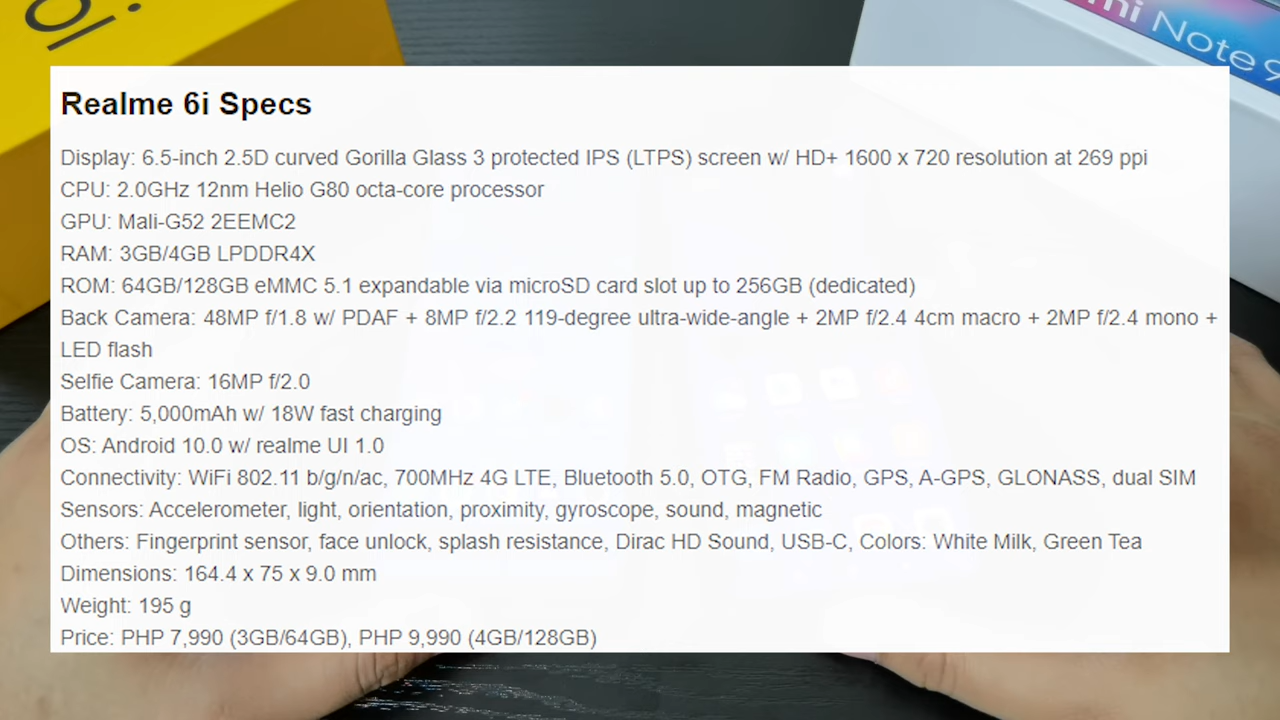 mi Note 9
Realme 6i Specs
Display: 6.5-inch 2.5D curved Gorilla Glass 3 protected IPS (LTPS) screen w/ HD+ 1600 x 720 resolution at 269 ppi
CPU: 2.0GHz 12nm Helio G80 octa-core processor
GPU: Mali-G52 2EEMC2
RAM: 3GB/4GB LPDDR4X
ROM: 64GB/128GB eMMC 5.1 expandable via microSD card slot up to 256GB (dedicated)
Back Camera: 48MP f/1.8 w/ PDAF + 8MP f/2.2 119-degree ultra-wide-angle + 2MP f/2.4 4cm macro + 2MP f/2.4 mono +
LED flash
Selfie Camera: 16MP f/2.0
Battery: 5,000mAh w/ 18W fast charging
OS: Android 10.0 w/ realme UI 1.0
Connectivity: WiFi 802.11 b/g/n/ac, 700MHz 4G LTE, Bluetooth 5.0, OTG, FM Radio, GPS, A-GPS, GLONASS, dual SIM
Sensors: Accelerometer, light, orientation, proximity, gyroscope, sound, magnetic
Others: Fingerprint sensor, face unlock, splash resistance, Dirac HD Sound, USB-C, Colors: White Milk, Green Tea
Dimensions: 164.4 x 75 x 9.0 mm
Weight: 195 g
Price: PHP 7,990 (3GB/64GB), PHP 9,990 (4GB/128GB)